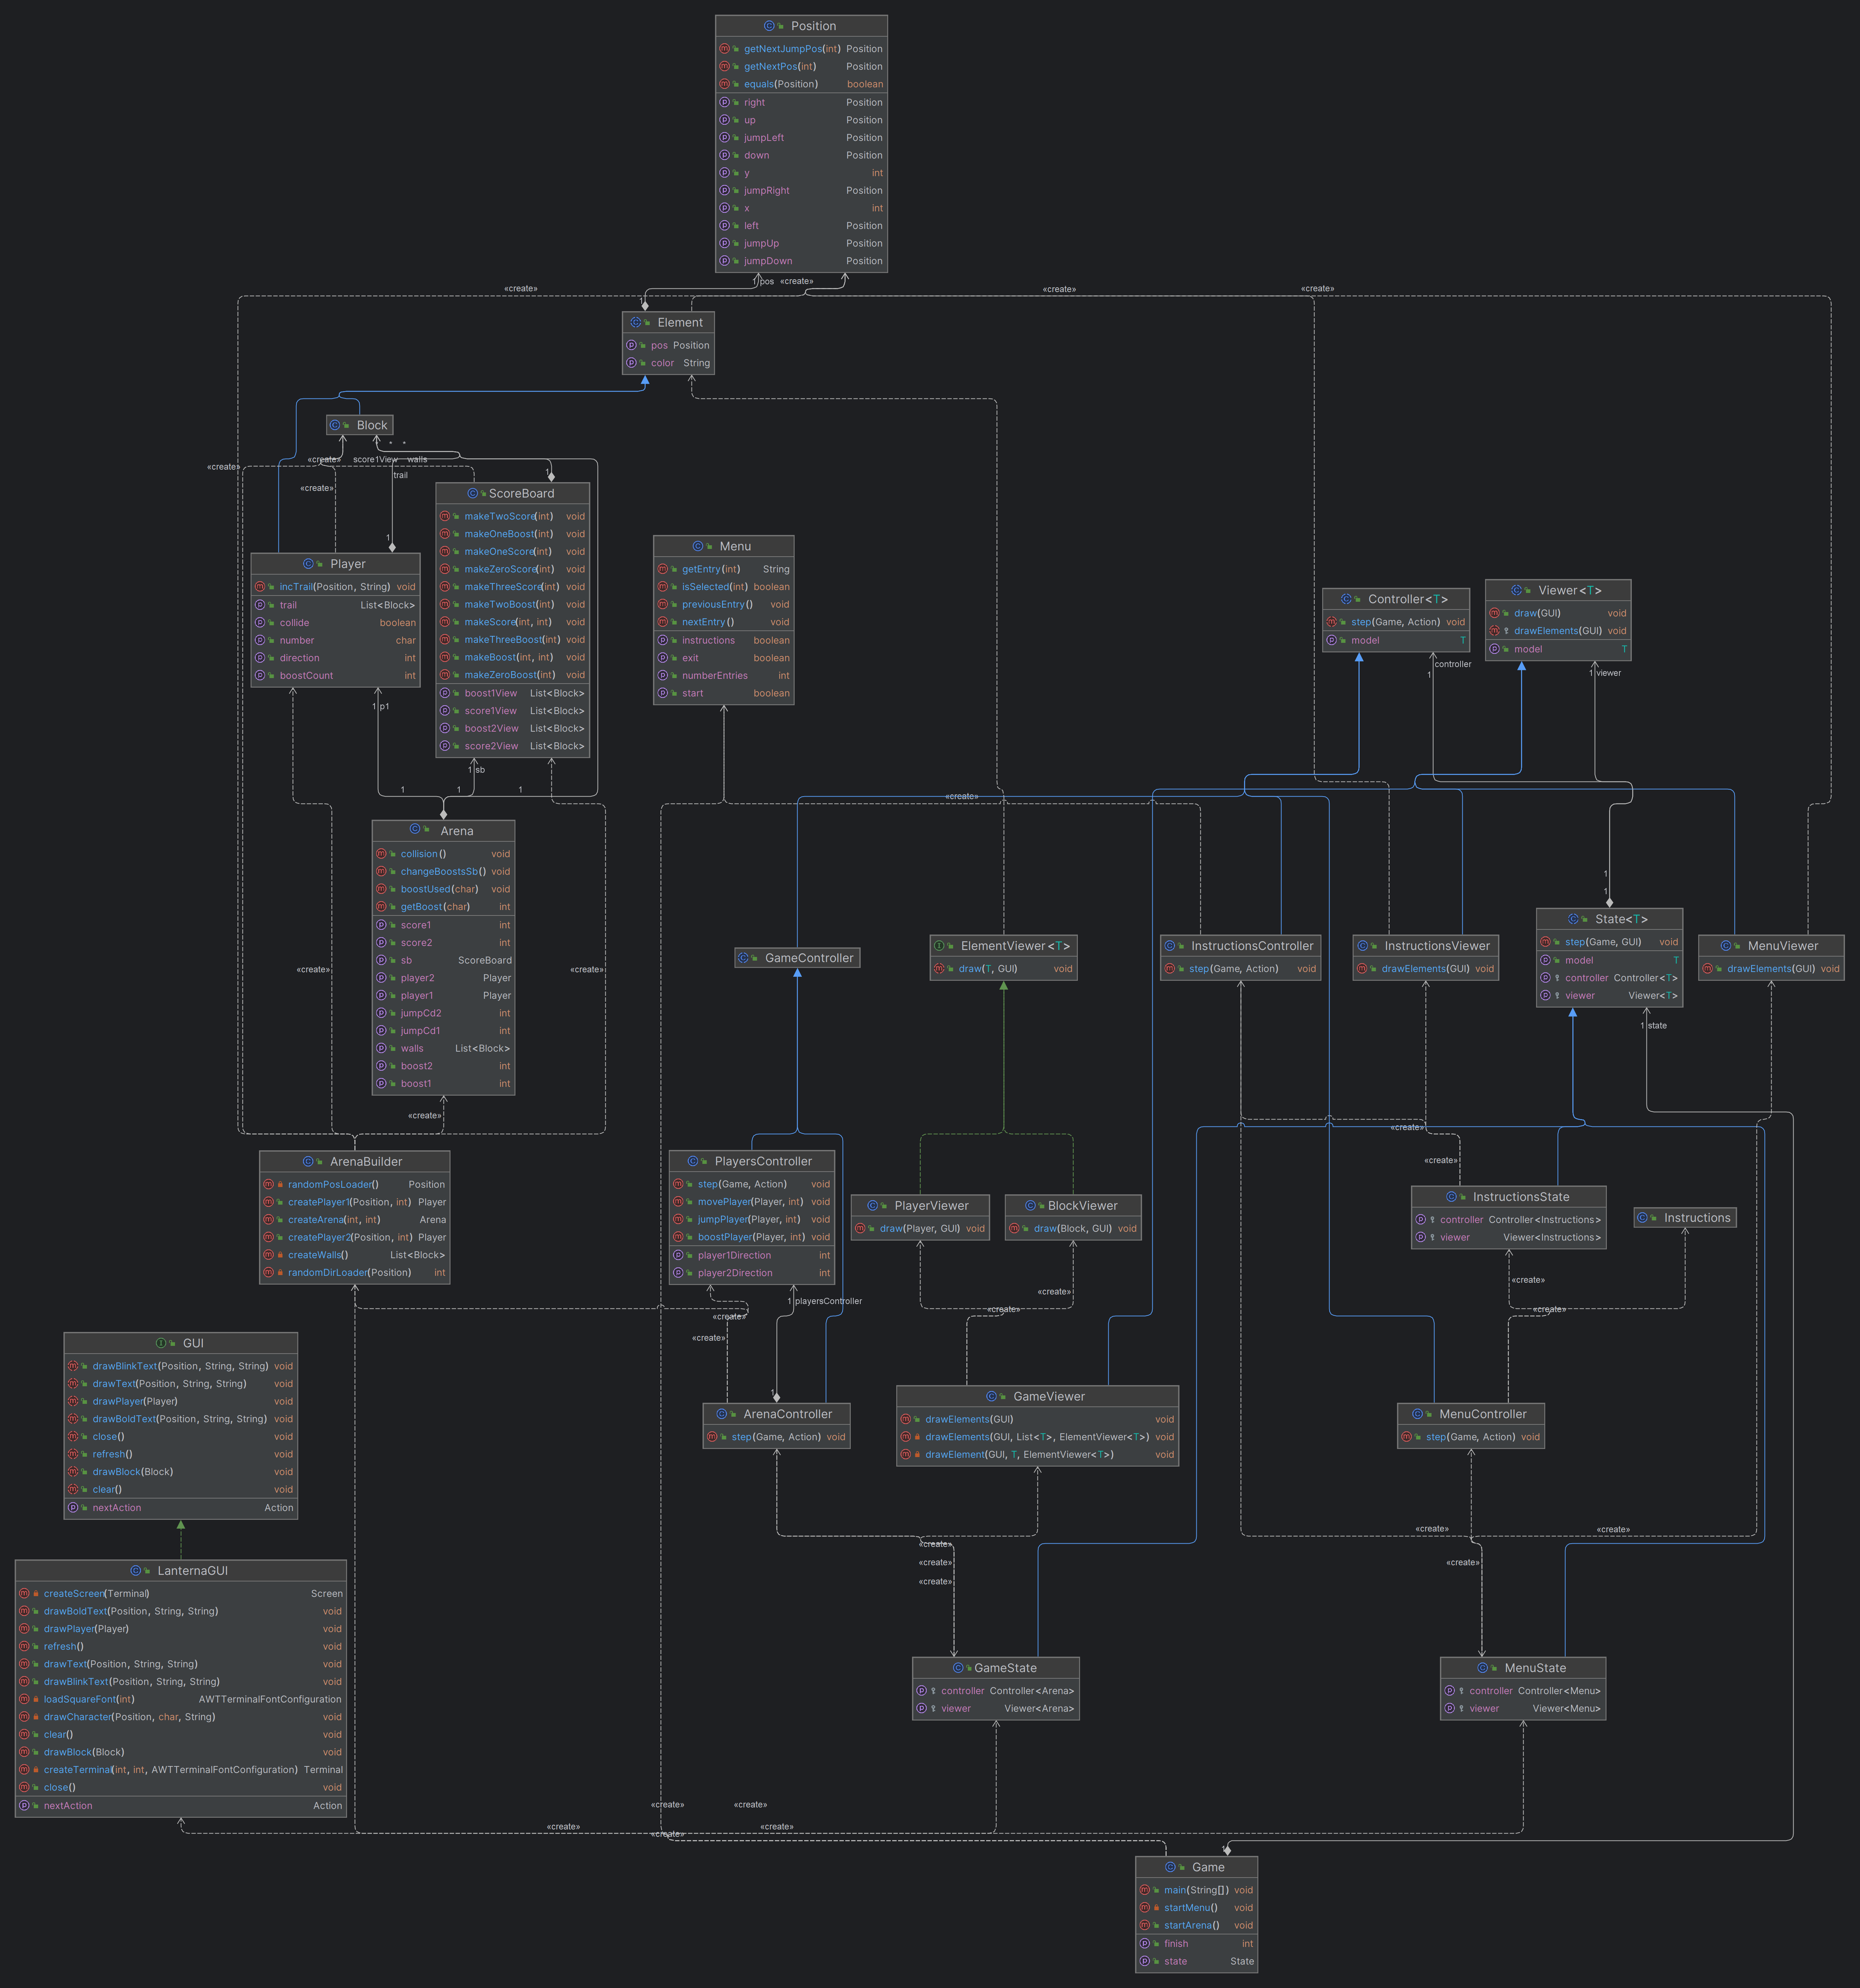 Position
getNextJumpPos(int) Position
getNextPos(int) Position
equals(Position) boolean
right Position
up Position
jumpLeft Position
down Position
y int
jumpRight Position
x int
left Position
jumpUp Position
jumpDown Position
1 pos «create»
«create» «create» «create»
1
Element
pos Position
color String
Block
* *
«create» «create» score1View walls
trail
«create»
1
1
ScoreBoard
makeTwoScore(int) void
makeOneBoost(int) void
makeOneScore(int) void
makeZeroScore(int) void
makeThreeScore(int) void
makeTwoBoost(int) void
makeScore(int, int) void
makeThreeBoost(int) void
makeBoost(int, int) void
makeZeroBoost(int) void
boost1View List<Block>
score1View List<Block>
boost2View List<Block>
score2View List<Block>
Player
incTrail(Position, String) void
trail List<Block>
collide boolean
number char
direction int
boostCount int
Menu
getEntry(int) String
isSelected(int) boolean
previousEntry() void
nextEntry() void
instructions boolean
exit boolean
numberEntries int
start boolean
Controller<T>
step(Game, Action) void
model T
Viewer<T>
draw(GUI) void
drawElements(GUI) void
model T
controller
1
1 viewer
1 p1
1 sb
1 1 1
«create»
Arena
collision() void
changeBoostsSb() void
boostUsed(char) void
getBoost(char) int
score1 int
score2 int
sb ScoreBoard
player2 Player
player1 Player
jumpCd2 int
jumpCd1 int
walls List<Block>
boost2 int
boost1 int
«create» «create»
«create»
1
1
GameController
ElementViewer<T>
draw(T, GUI) void
InstructionsController
step(Game, Action) void
InstructionsViewer
drawElements(GUI) void
State<T>
step(Game, GUI) void
model T
controller Controller<T>
viewer Viewer<T>
MenuViewer
drawElements(GUI) void
1 state
«create»
«create»
ArenaBuilder
randomPosLoader() Position
createPlayer1(Position, int) Player
createArena(int, int) Arena
createPlayer2(Position, int) Player
createWalls() List<Block>
randomDirLoader(Position) int
PlayersController
step(Game, Action) void
movePlayer(Player, int) void
jumpPlayer(Player, int) void
boostPlayer(Player, int) void
player1Direction int
player2Direction int
PlayerViewer
draw(Player, GUI) void
BlockViewer
draw(Block, GUI) void
InstructionsState
controller Controller<Instructions>
viewer Viewer<Instructions>
Instructions
«create»
«create»
1 playersController
«create» «create» «create»
«create»
GUI
drawBlinkText(Position, String, String) void
drawText(Position, String, String) void
drawPlayer(Player) void
drawBoldText(Position, String, String) void
close() void
refresh() void
drawBlock(Block) void
clear() void
nextAction Action
1
ArenaController
step(Game, Action) void
GameViewer
drawElements(GUI) void
drawElements(GUI, List<T>, ElementViewer<T>) void
drawElement(GUI, T, ElementViewer<T>) void
MenuController
step(Game, Action) void
«create» «create»
«create»
«create» «create»
«create»
LanternaGUI
createScreen(Terminal) Screen
drawBoldText(Position, String, String) void
drawPlayer(Player) void
refresh() void
drawText(Position, String, String) void
drawBlinkText(Position, String, String) void
loadSquareFont(int) AWTTerminalFontConfiguration
drawCharacter(Position, char, String) void
clear() void
drawBlock(Block) void
createTerminal(int, int, AWTTerminalFontConfiguration) Terminal
close() void
nextAction Action
GameState
controller Controller<Arena>
viewer Viewer<Arena>
MenuState
controller Controller<Menu>
viewer Viewer<Menu>
«create» «create»
«create» «create» «create»
1
Game
main(String[]) void
startMenu() void
startArena() void
finish int
state State